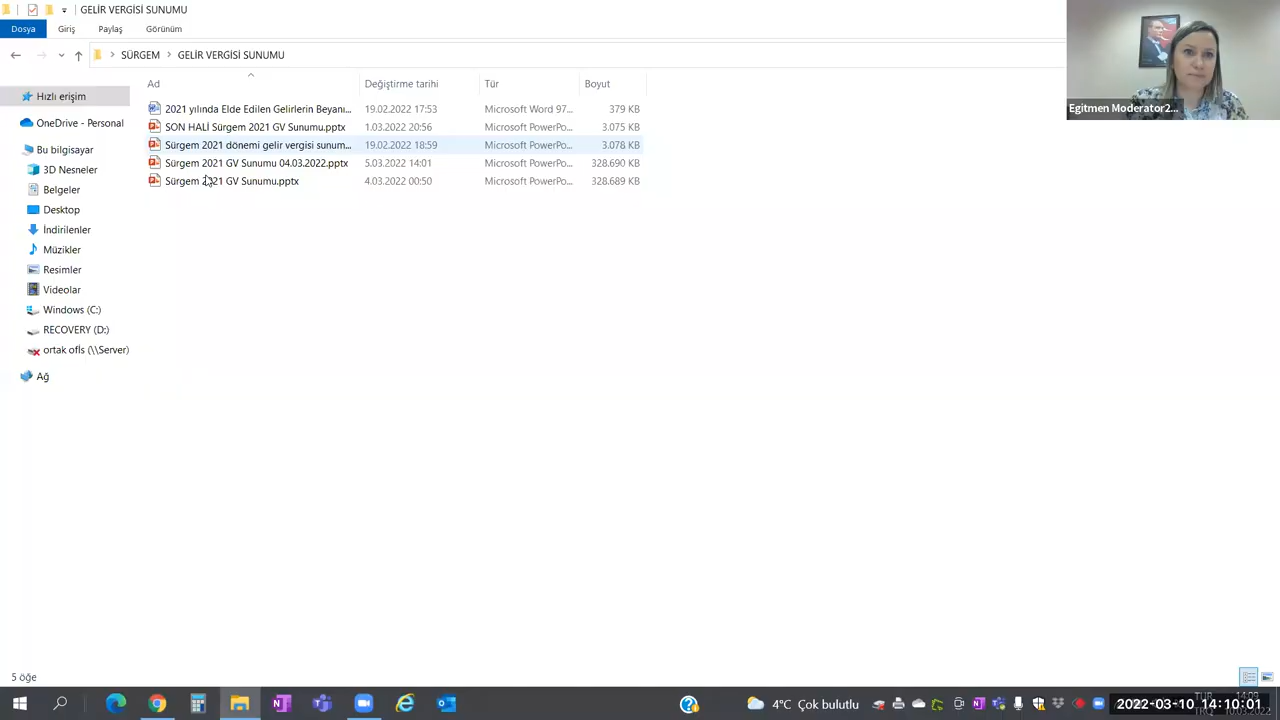 GELİR VERGİSİ SUNUMU
Dosya Giriş Paylaş Görünüm
SÜRGEM GELİR VERGİSİ SUNUMU
Ad Değiştirme tarihi Tür Boyut
2021 yılında Elde Edilen Gelirlerin Beyanı... 19.02.2022 17:53 Microsoft Word 97... 379 KB
SON HALİ Sürgem 2021 GV Sunumu.pptx 1.03.2022 20:56 Microsoft PowerPo... 3.075 KB
Sürgem 2021 dönemi gelir vergisi sunum... 19.02.2022 18:59 Microsoft PowerPo... 3.078 KB
Sürgem 2021 GV Sunumu 04.03.2022.pptx 5.03.2022 14:01 Microsoft PowerPo... 328.690 KB
Sürgem 2021 GV Sunumu.pptx 4.03.2022 00:50 Microsoft PowerPo... 328.689 KB
Hızlı erişim
OneDrive - Personal
Bu bilgisayar
3D Nesneler
Belgeler
Desktop
İndirilenler
Müzikler
Resimler
Videolar
Windows (C:)
RECOVERY (D:)
ortak ofis (\\Server)
Ağ
Egitmen Moderator2...
5 öğe
4°C Çok bulutlu
2022-03-10 14:10:01